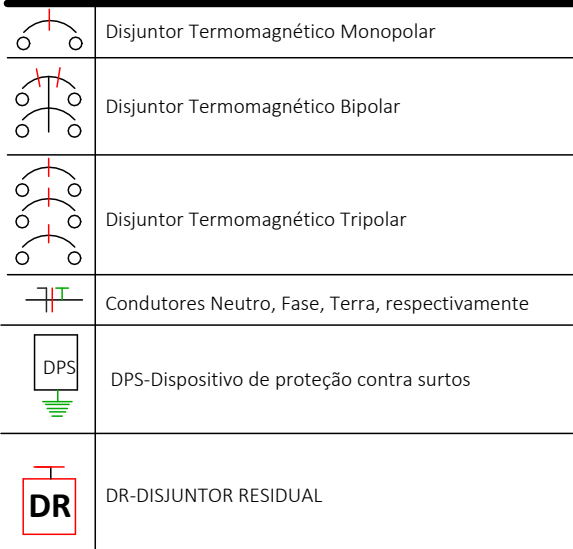 Disjuntor Termomagnético Monopolar
Disjuntor Termomagnético Bipolar
Disjuntor Termomagnético Tripolar
Condutores Neutro, Fase, Terra, respectivamente
DPS
DPS-Dispositivo de proteção contra surtos
DR
DR-DISJUNTOR RESIDUAL